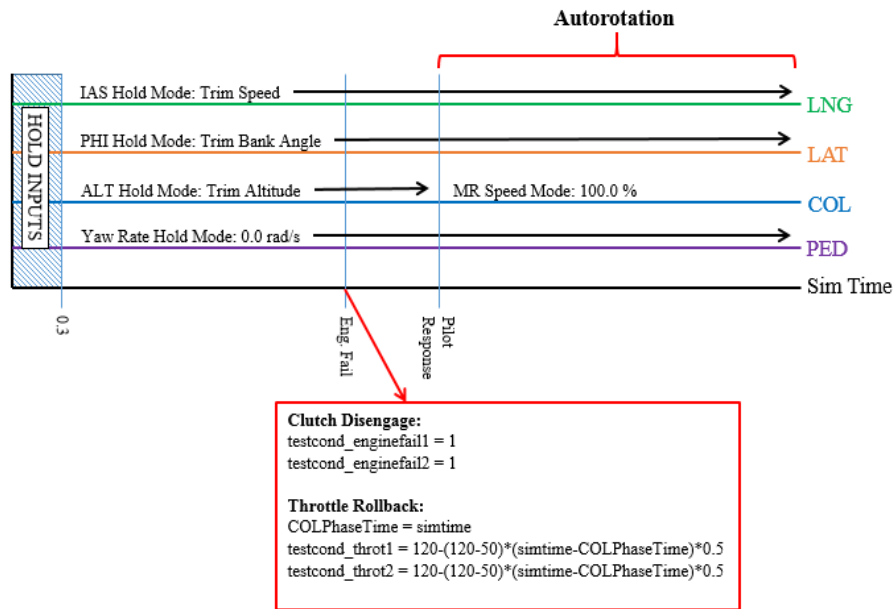 Autorotation
IAS Hold Mode: Trim Speed
LNG
HOLD INPUTS
PHI Hold Mode: Trim Bank Angle
LAT
ALT Hold Mode: Trim Altitude
MR Speed Mode: 100.0 %
COL
Yaw Rate Hold Mode: 0.0 rad/s
PED
Sim Time
0.3
Eng. Fail
Pilot
Response
Clutch Disengage:
testcond_enginefail1 = 1
testcond_enginefail2 = 1
Throttle Rollback:
COLPhaseTime = simtime
testcond_throt1 = 120-(120-50)*(simtime-COLPhaseTime)*0.5
testcond_throt2 = 120-(120-50)*(simtime-COLPhaseTime)*0.5